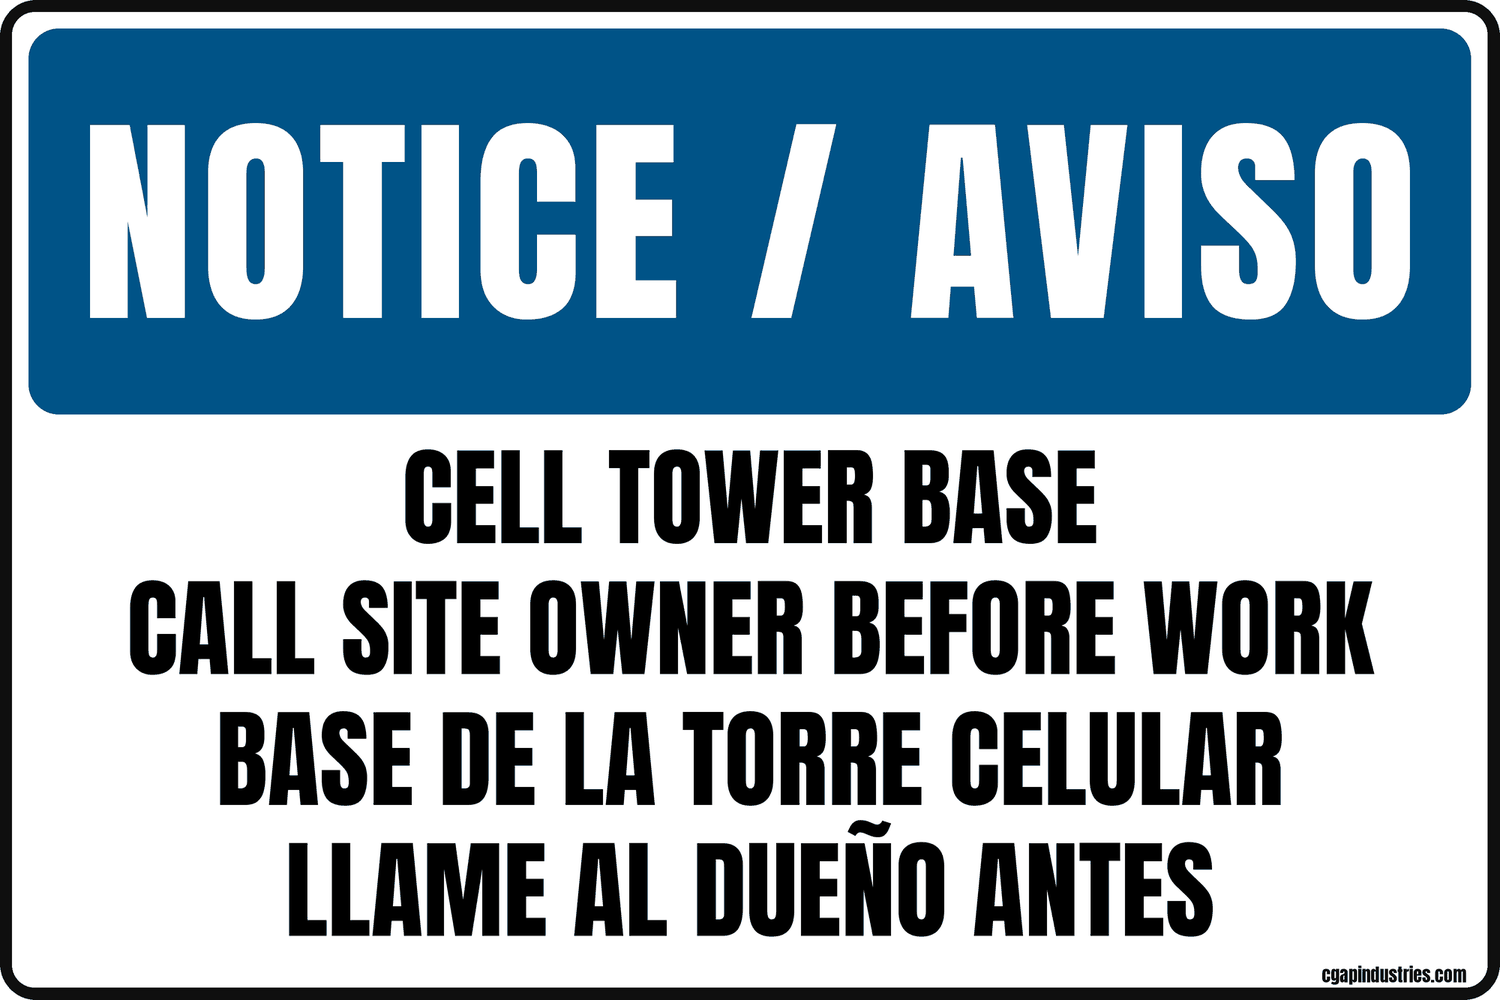 NOTICE / AVISO
CELL TOWER BASE
CALL SITE OWNER BEFORE WORK
BASE DE LA TORRE CELULAR
LLAME AL DUEÑO ANTES
cgapindustries.com